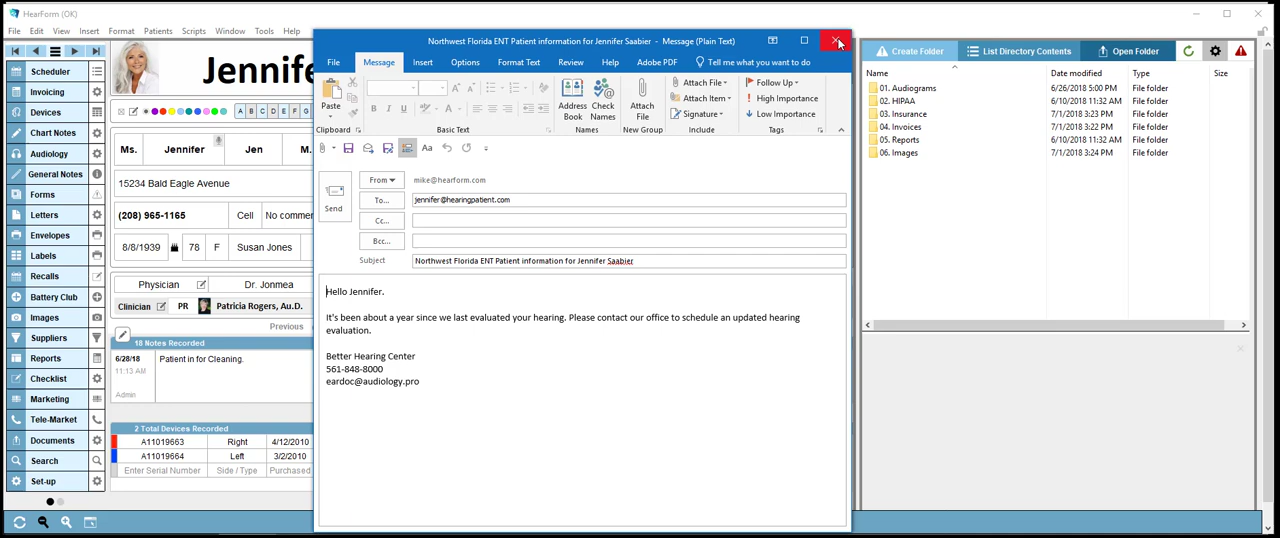 HearForm (OK)
File Edit View Insert Format Patients Scripts Window Tools
Scheduler
Invoicing
Devices
Chart Notes
Audiology
General Notes
Forms
Letters
Envelopes
Labels
Recalls
Battery Club
Images
Suppliers
Reports
Checklist
Marketing
Tele-Market
Documents
Search
Set-up
Jennife
A B C D E F
Ms. Jennifer Jen M.
15234 Bald Eagle Avenue
(208) 965-1165 Cell No comme
8/8/1939 78 F Susan Jones
Physician Dr. Jonmea
Clinician PR Patricia Rogers, Au.D.
Previous
18 Notes Recorded
6/28/18 Patient in for Cleaning.
11:13 AM
Admin
2 Total Devices Recorded
A11019663 Right 4/12/2010
A11019664 Left 3/2/2010
Enter Serial Number Side / Type Purchased
Northwest Florida ENT Patient information for Jennifer Saabier - Message (Plain Text)
File Message Insert Options Format Text Review Help Adobe PDF Tell me what you want to do
Paste
Clipboard
B I U
Basic Text
Address Book
Check Names
Names
Attach File
New Group
Attach File
Attach Item
Signature
Include
Follow Up
High Importance
Low Importance
Tags
Aa
Send
From mike@hearform.com
To... jennifer@hearingpatient.com
Cc...
Bcc...
Subject Northwest Florida ENT Patient information for Jennifer Saabier
Hello Jennifer.
It's been about a year since we last evaluated your hearing. Please contact our office to schedule an updated hearing
evaluation.
Better Hearing Center
561-848-8000
eardoc@audiology.pro
Create Folder List Directory Contents Open Folder
Name Date modified Type Size
01. Audiograms 6/26/2018 5:00 PM File folder
02. HIPAA 6/10/2018 11:32 AM File folder
03. Insurance 7/1/2018 3:23 PM File folder
04. Invoices 7/1/2018 3:22 PM File folder
05. Reports 6/10/2018 11:32 AM File folder
06. Images 7/1/2018 3:24 PM File folder